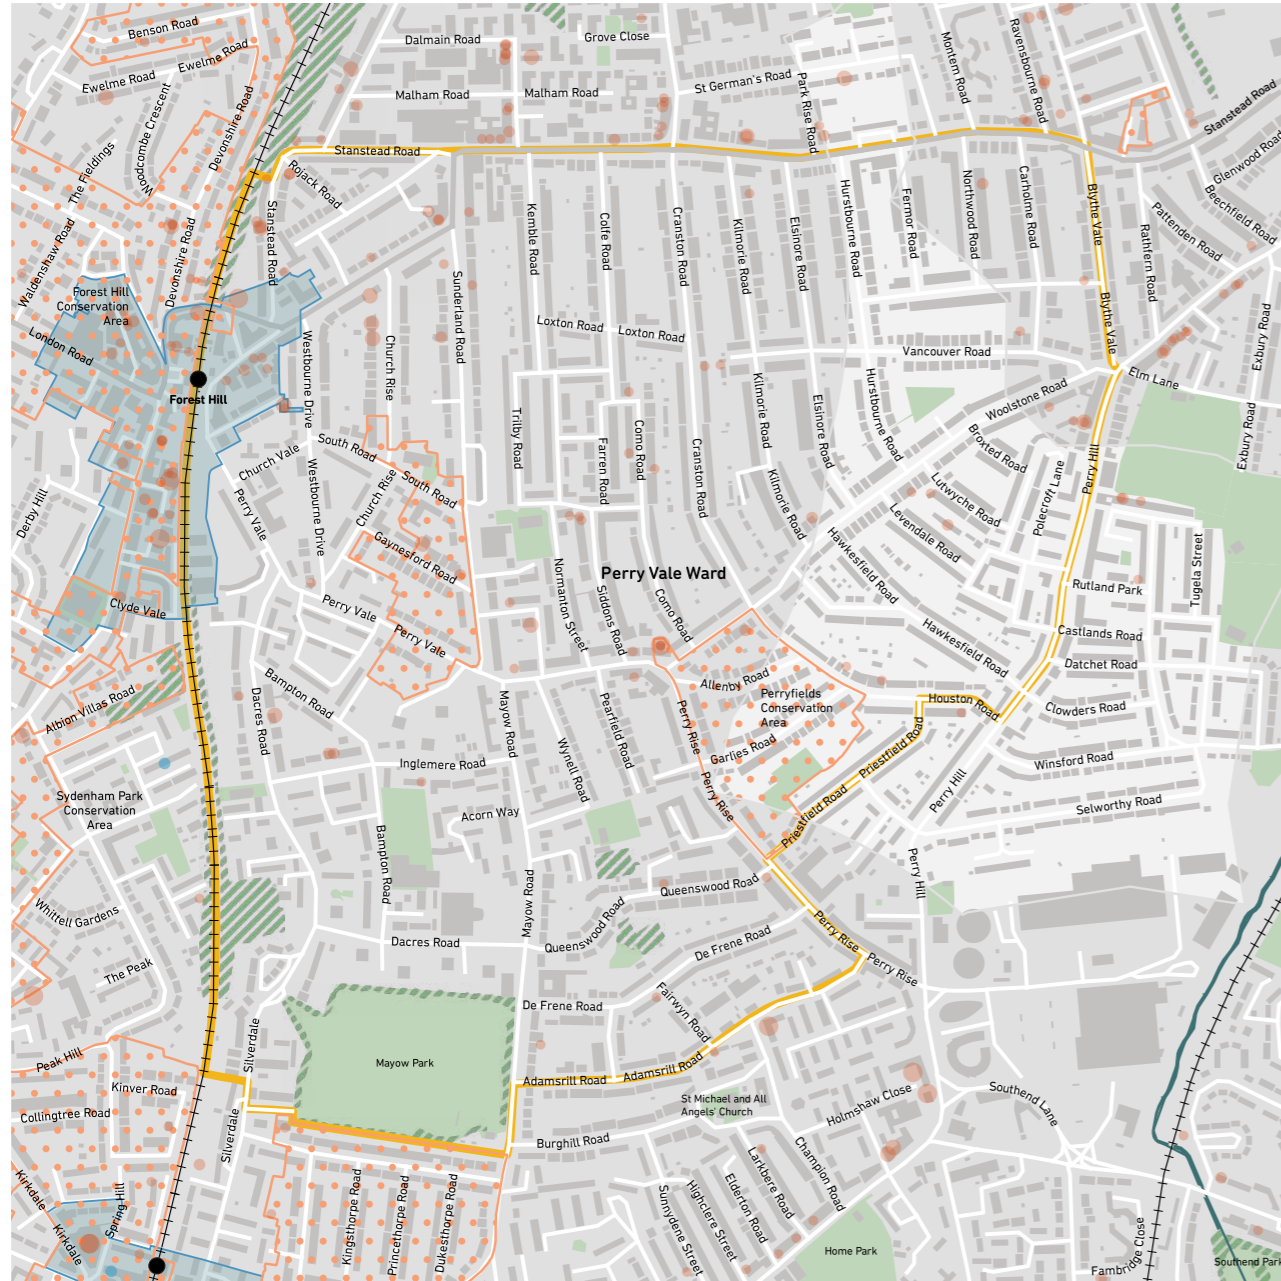 Benson Road
Ewelme Road
Ewelme Road
Dalmain Road
Grove Close
Malham Road
Malham Road
St German's Road
Park Rise Road
Montem Road
Ravensbourne Road
Stanstead Road
Glenwood Road
Beechfield Road
Pattenden Road
Woodcombe Crescent
Devonshire Road
The Fieldings
Waldenshaw Road
Devonshire Road
Stanstead Road
Rojack Road
Stanstead Road
Kemble Road
Colfe Road
Cranston Road
Kilmorie Road
Elsinore Road
Hurstbourne Road
Fermor Road
Northwood Road
Carholme Road
Blythe Vale
Rathfern Road
Blythe Vale
Exbury Road
Forest Hill
Conservation
Area
London Road
Forest Hill
Westbourne Drive
Church Rise
Sunderland Road
Loxton Road
Loxton Road
Vancouver Road
Elm Lane
Woolstone Road
Exbury Road
Trilby Road
Farren Road
Como Road
Cranston Road
Kilmorie Road
Elsinore Road
Hurstbourne Road
Broxted Road
Perry Hill
Polecroft Lane
Lutwyche Road
Levendale Road
Kilmorie Road
Hawkesfield Road
Church Vale
South Road
South Road
Church Rise
Westbourne Drive
Perry Vale
Gaynesford Road
Derby Hill
Perry Vale Ward
Normanton Street
Siddons Road
Como Road
Tugela Street
Rutland Park
Castlands Road
Datchet Road
Hawkesfield Road
Clyde Vale
Perry Vale
Perry Vale
Bampton Road
Dacres Road
Albion Villas Road
Mayow Road
Pearfield Road
Wynell Road
Allenby Road
Perryfields
Conservation
Area
Garlies Road
Perry Rise
Perry Rise
Houston Road
Clowders Road
Priestfield Road
Priestfield Road
Perry Hill
Winsford Road
Selworthy Road
Inglemere Road
Acorn Way
Sydenham Park
Conservation
Area
Bampton Road
Mayow Road
Queenswood Road
Queenswood Road
Perry Hill
Whittell Gardens
The Peak
Dacres Road
De Frene Road
De Frene Road
Perry Rise
Perry Rise
Fairwyn Road
Silverdale
Mayow Park
Adamsrill Road
Adamsrill Road
Peak Hill
Kinver Road
Collingtree Road
Silverdale
St Michael and All
Angels' Church
Holmshaw Close
Southend Lane
Burghill Road
Kirkdale
Kirkdale
Spring Hill
Kingsthorpe Road
Princethorpe Road
Dukesthorpe Road
Sunnydene Street
Highclere Street
Elderton Road
Larkbere Road
Champion Road
Home Park
Fambridge Close
Southend Park